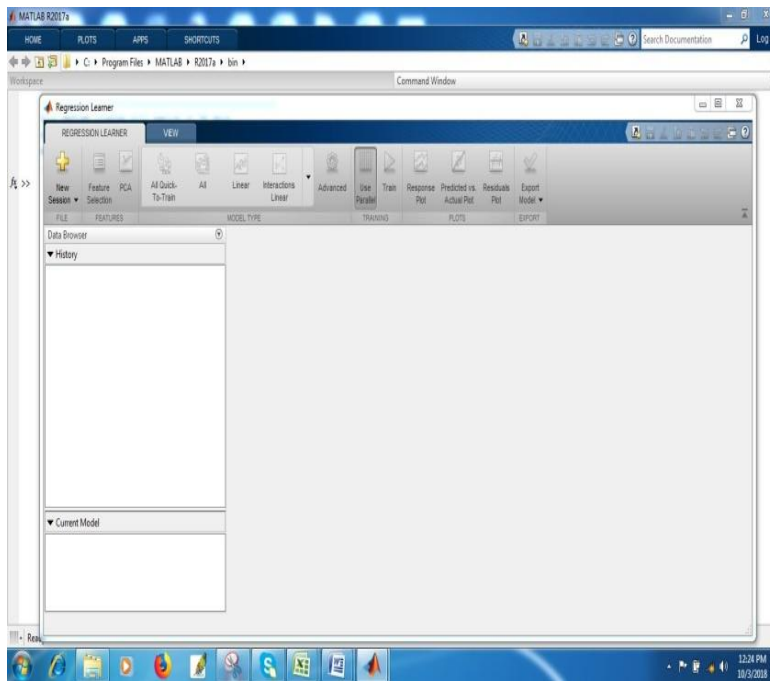 MATLAB R2017a
HOME PLOTS APPS SHORTCUTS Search Documentation Log
C: Program Files MATLAB R2017a bin
Workspace Command Window
Regression Learner
REGRESSION LEARNER VIEW
New Session Feature Selection PCA All Quick-To-Train All Linear Interactions Linear Advanced Use Parallel Train Response Plot Predicted vs. Actual Plot Residuals Plot Export Model
FILE FEATURES MODEL TYPE TRAINING PLOTS EXPORT
fx >>
Data Browser
History
Current Model
12:24 PM
10/3/2018